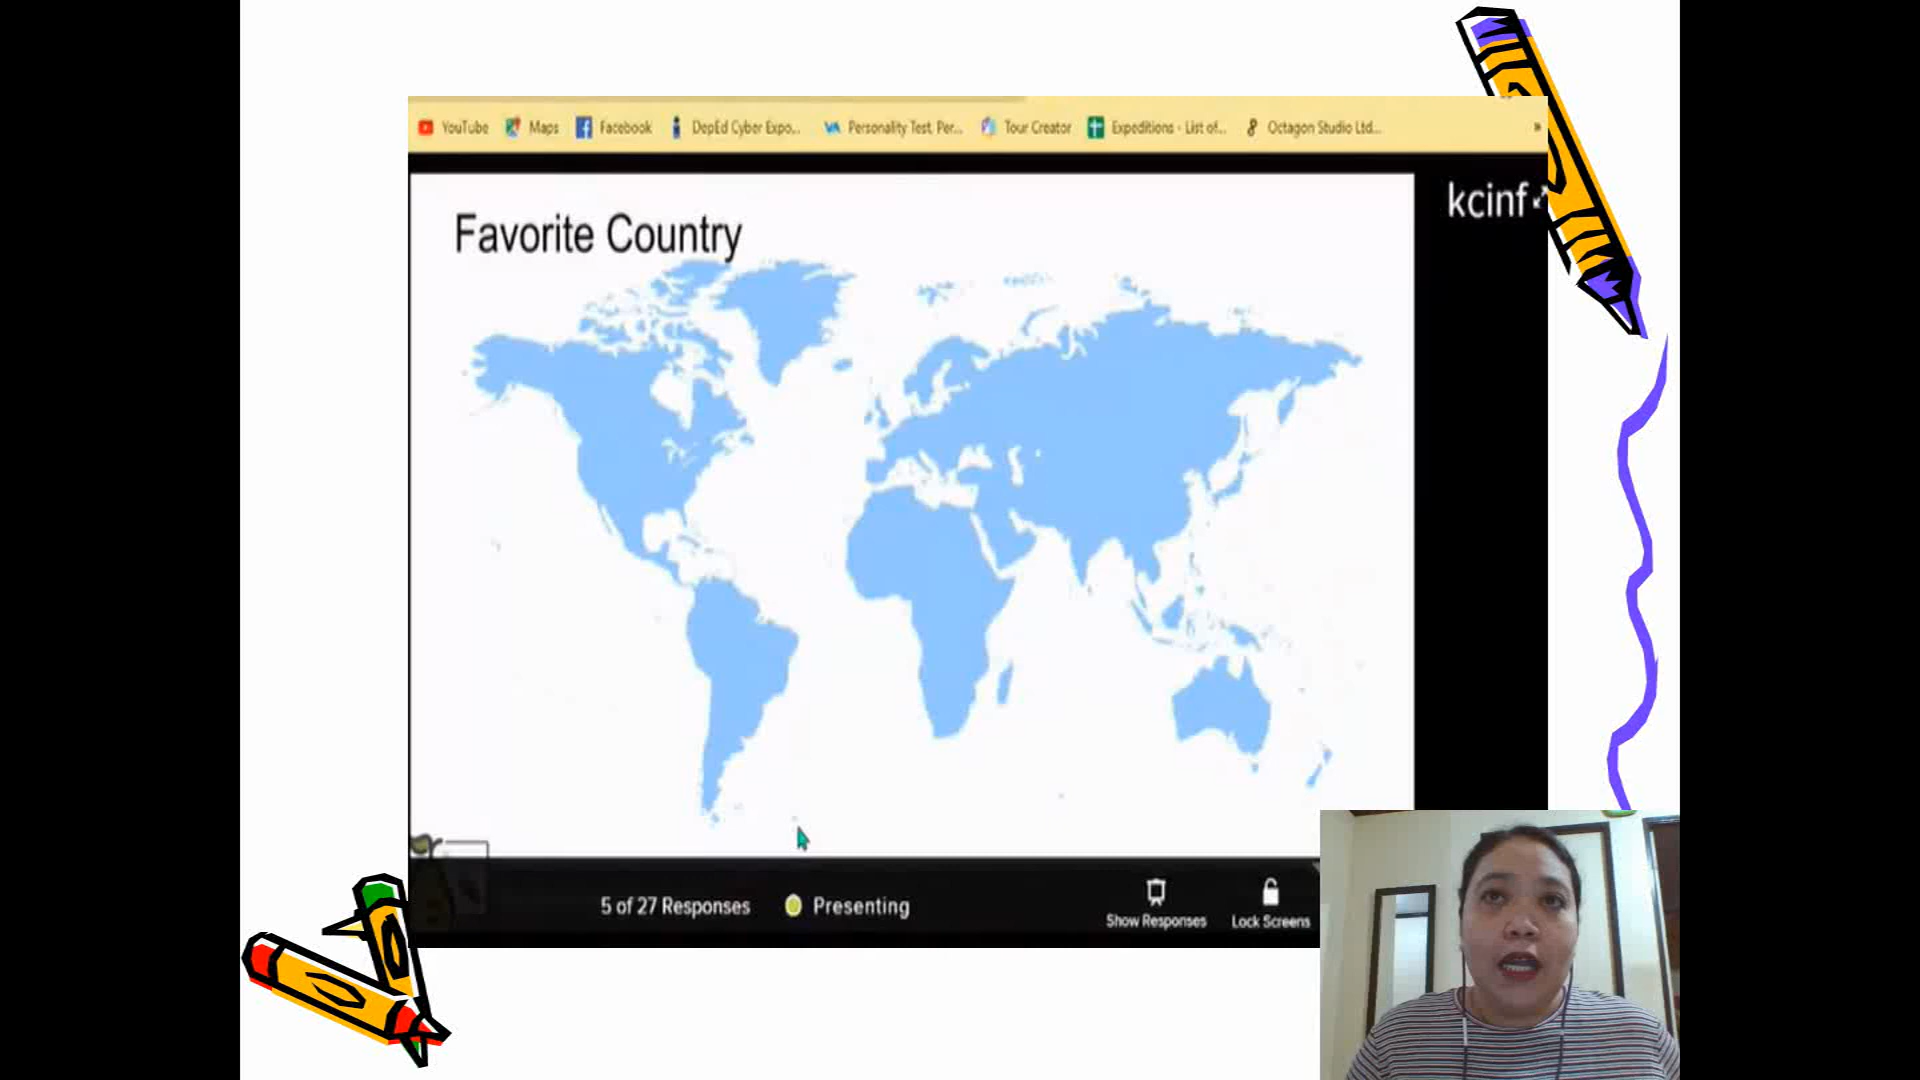 YouTube Maps Facebook DepEd Cyber Expo... Personality Test, Per... Tour Creator Expeditions - List of... Octagon Studio Ltd... »
kcinf
Favorite Country
5 of 27 Responses Presenting Show Responses Lock Screens